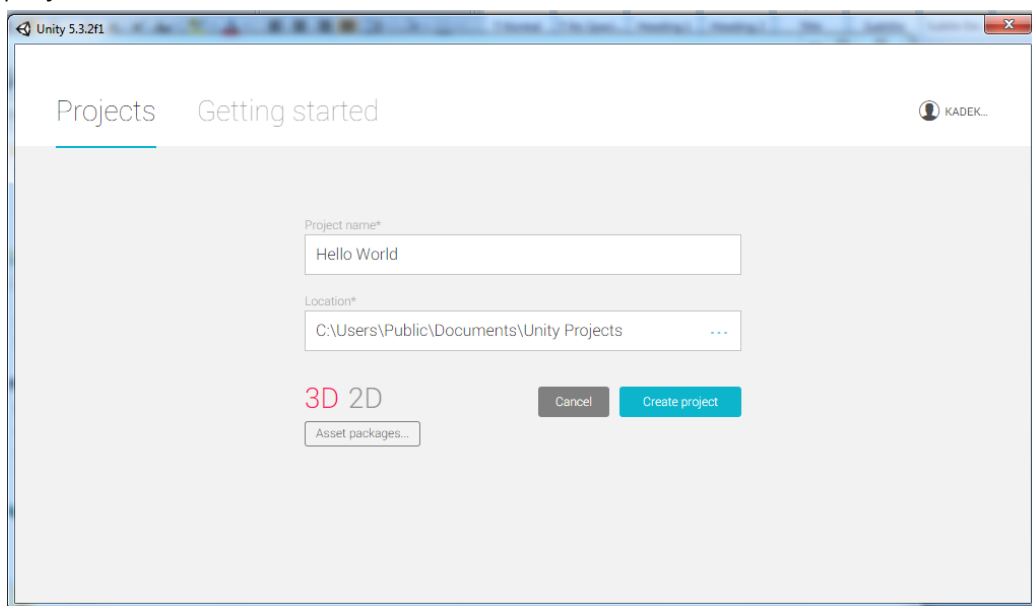 Unity 5.3.2f1
Projects Getting started
KADEK...
Project name*
Hello World
Location*
C:\Users\Public\Documents\Unity Projects ...
3D 2D
Cancel Create project
Asset packages...